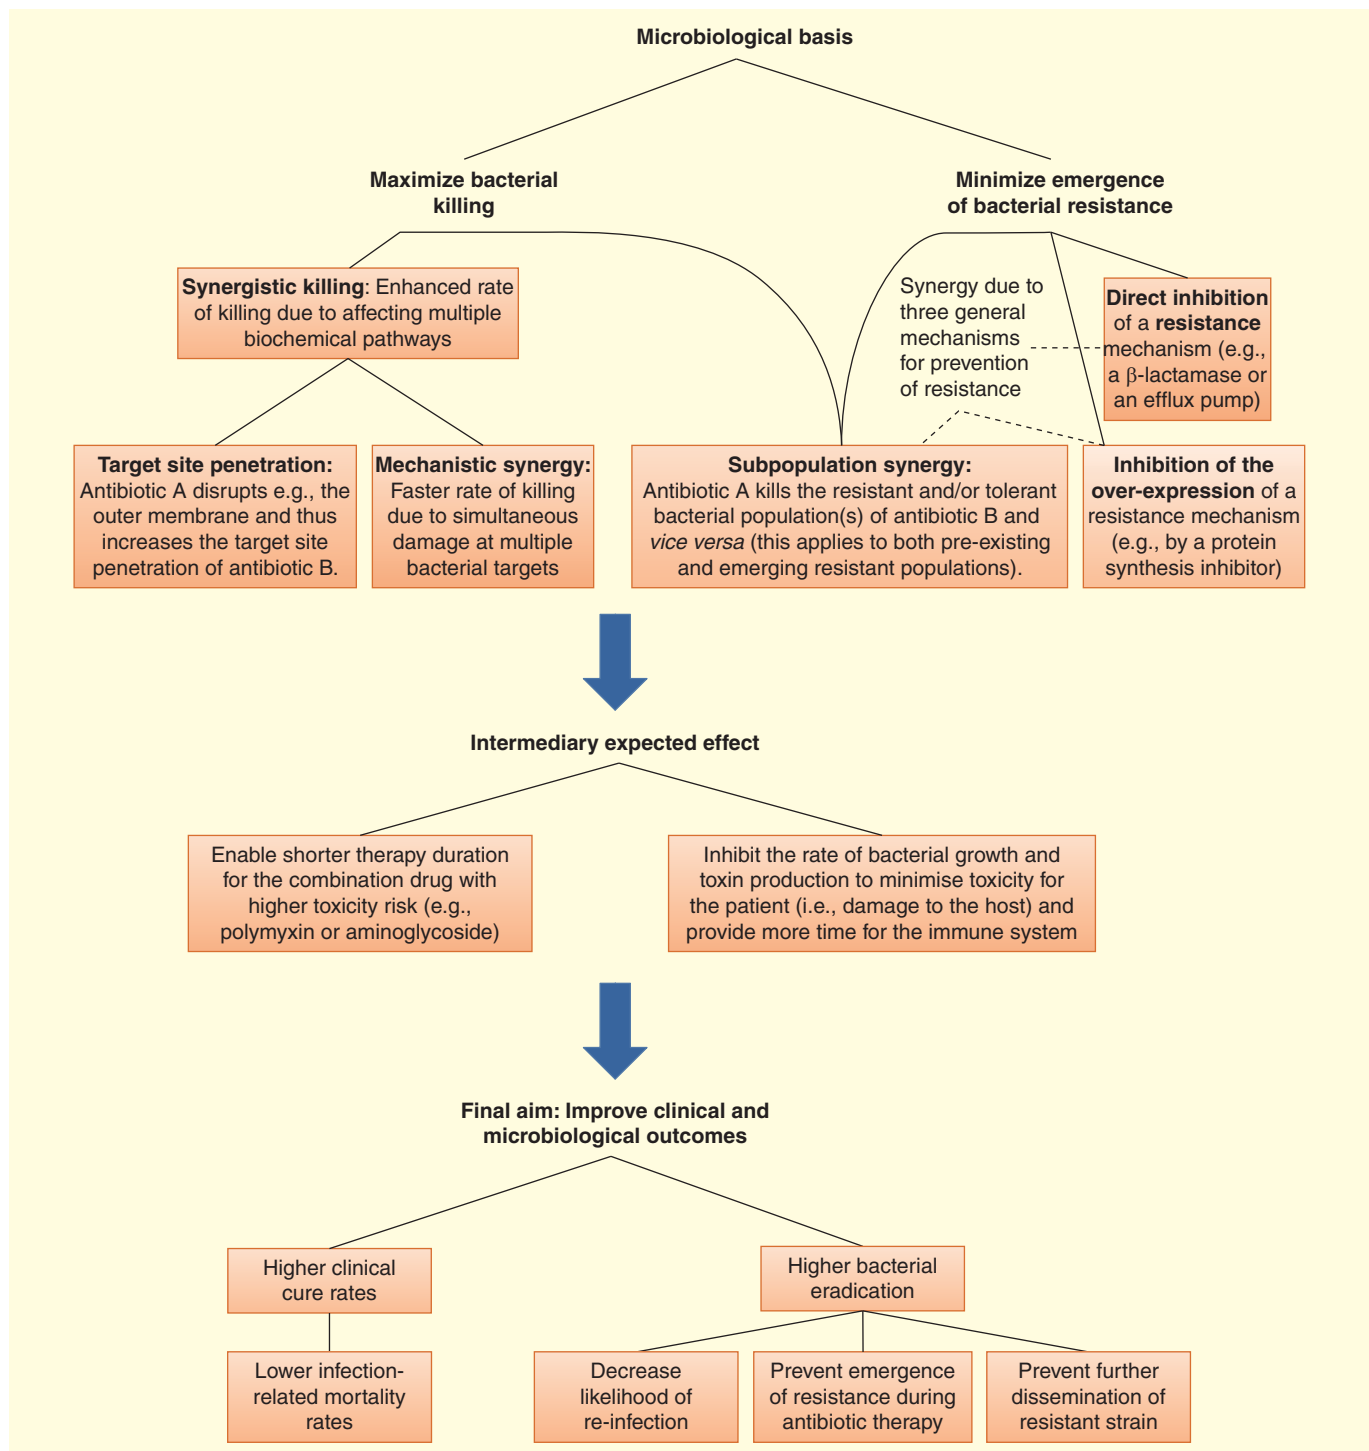 Microbiological basis
Maximize bacterial
killing
Minimize emergence
of bacterial resistance
Synergistic killing: Enhanced rate
of killing due to affecting multiple
biochemical pathways
Synergy due to
three general
mechanisms
for prevention
of resistance
Direct inhibition
of a resistance
mechanism (e.g.,
a β-lactamase or
an efflux pump)
Target site penetration:
Antibiotic A disrupts e.g., the
outer membrane and thus
increases the target site
penetration of antibiotic B.
Mechanistic synergy:
Faster rate of killing
due to simultaneous
damage at multiple
bacterial targets
Subpopulation synergy:
Antibiotic A kills the resistant and/or tolerant
bacterial population(s) of antibiotic B and
vice versa (this applies to both pre-existing
and emerging resistant populations).
Inhibition of the
over-expression of a
resistance mechanism
(e.g., by a protein
synthesis inhibitor)
Intermediary expected effect
Enable shorter therapy duration
for the combination drug with
higher toxicity risk (e.g.,
polymyxin or aminoglycoside)
Inhibit the rate of bacterial growth and
toxin production to minimise toxicity for
the patient (i.e., damage to the host) and
provide more time for the immune system
Final aim: Improve clinical and
microbiological outcomes
Higher clinical
cure rates
Higher bacterial
eradication
Lower infection-
related mortality
rates
Decrease
likelihood of
re-infection
Prevent emergence
of resistance during
antibiotic therapy
Prevent further
dissemination of
resistant strain